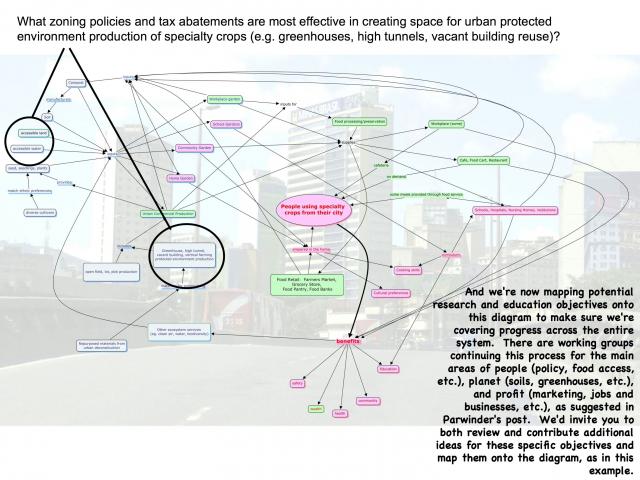 What zoning policies and tax abatements are most effective in creating space for urban protected
environment production of specialty crops (e.g. greenhouses, high tunnels, vacant building reuse)?
Compost
inputs
Workplace garden
inputs for
Soil
accessible land
accessible water
School Gardens
Food processing/preservation
Workplace (some)
supplies
Community Garden
cafeteria
Café, Food Cart, Restaurant
on demand
seed, seedlings, plants
provides
match ethnic preferences
Home Garden
some meals provided through food service
diverse cultivars
Urban Commercial Production
People using specialty
crops from their city
Schools, Hospitals, Nursing Homes, Institutions
Greenhouse, high tunnel,
vacant building, vertical farming
protected environment production
prepared in the home
curriculum
open field, lot, plot production
Cooking skills
Food Retail: Farmers Market,
Grocery Store,
Food Pantry, Food Banks
Cultural preferences
Other ecosystem services
(eg. clean air, water, biodiversity)
Repurposed materials from
urban deconstruction
benefits
Education
safety
community
wealth
health
And we're now mapping potential
research and education objectives onto
this diagram to make sure we're
covering progress across the entire
system. There are working groups
continuing this process for the main
areas of people (policy, food access,
etc.), planet (soils, greenhouses, etc.),
and profit (marketing, jobs and
businesses, etc.), as suggested in
Parwinder's post. We'd invite you to
both review and contribute additional
ideas for these specific objectives and
map them onto the diagram, as in this
example.